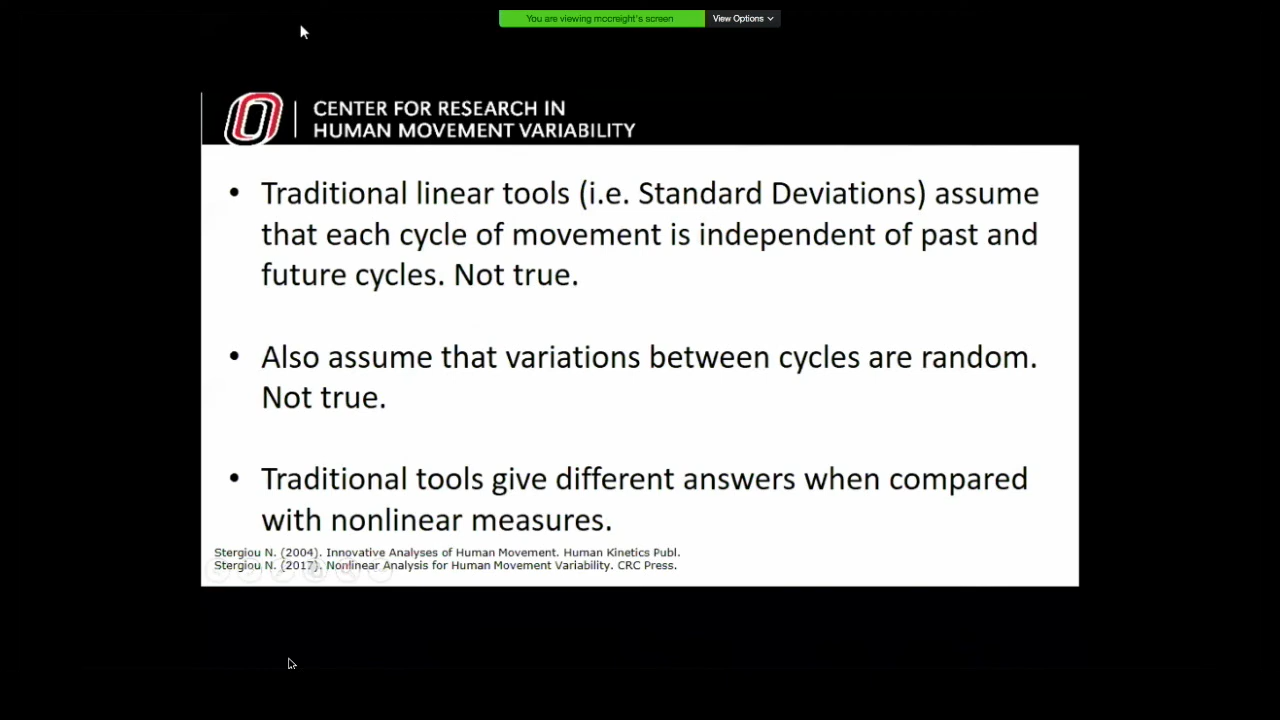 You are viewing mccreight's screen
View Options
CENTER FOR RESEARCH IN
HUMAN MOVEMENT VARIABILITY
• Traditional linear tools (i.e. Standard Deviations) assume
that each cycle of movement is independent of past and
future cycles. Not true.
• Also assume that variations between cycles are random.
Not true.
• Traditional tools give different answers when compared
with nonlinear measures.
Stergiou N. (2004). Innovative Analyses of Human Movement. Human Kinetics Publ.
Stergiou N. (2017). Nonlinear Analysis for Human Movement Variability. CRC Press.